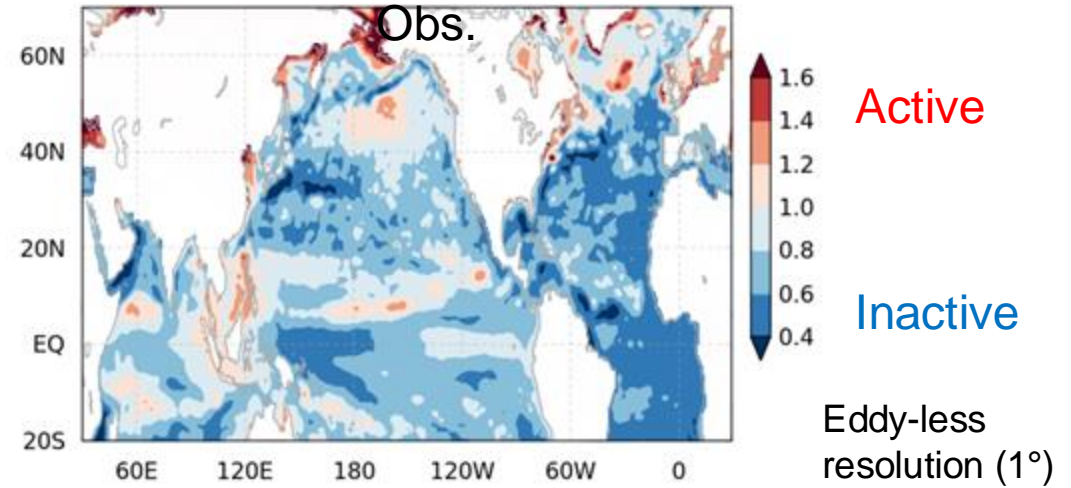 Obs.
60N
40N
20N
EQ
20S
60E 120E 180 120W 60W 0
1.6
1.4
1.2
1.0
0.8
0.6
0.4
Active
Inactive
Eddy-less
resolution (1°)